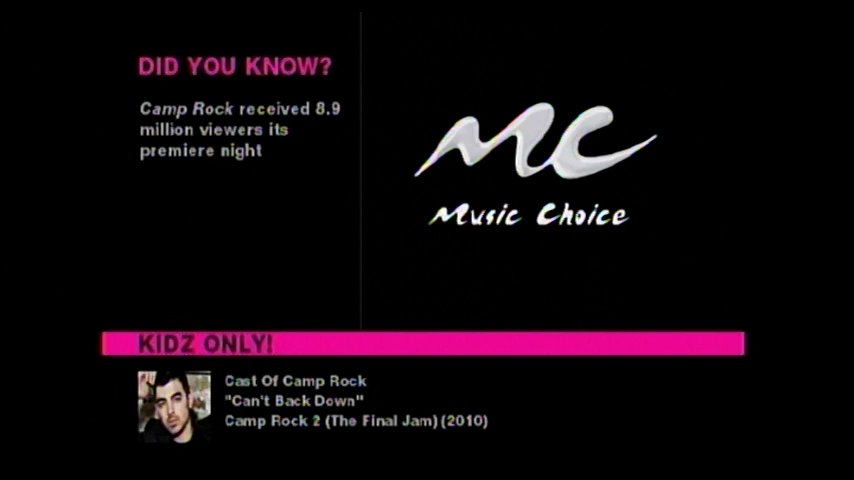 DID YOU KNOW?
Camp Rock received 8.9
million viewers its
premiere night
MC
Music Choice
KIDZ ONLY!
Cast Of Camp Rock
"Can't Back Down"
Camp Rock 2 (The Final Jam) (2010)